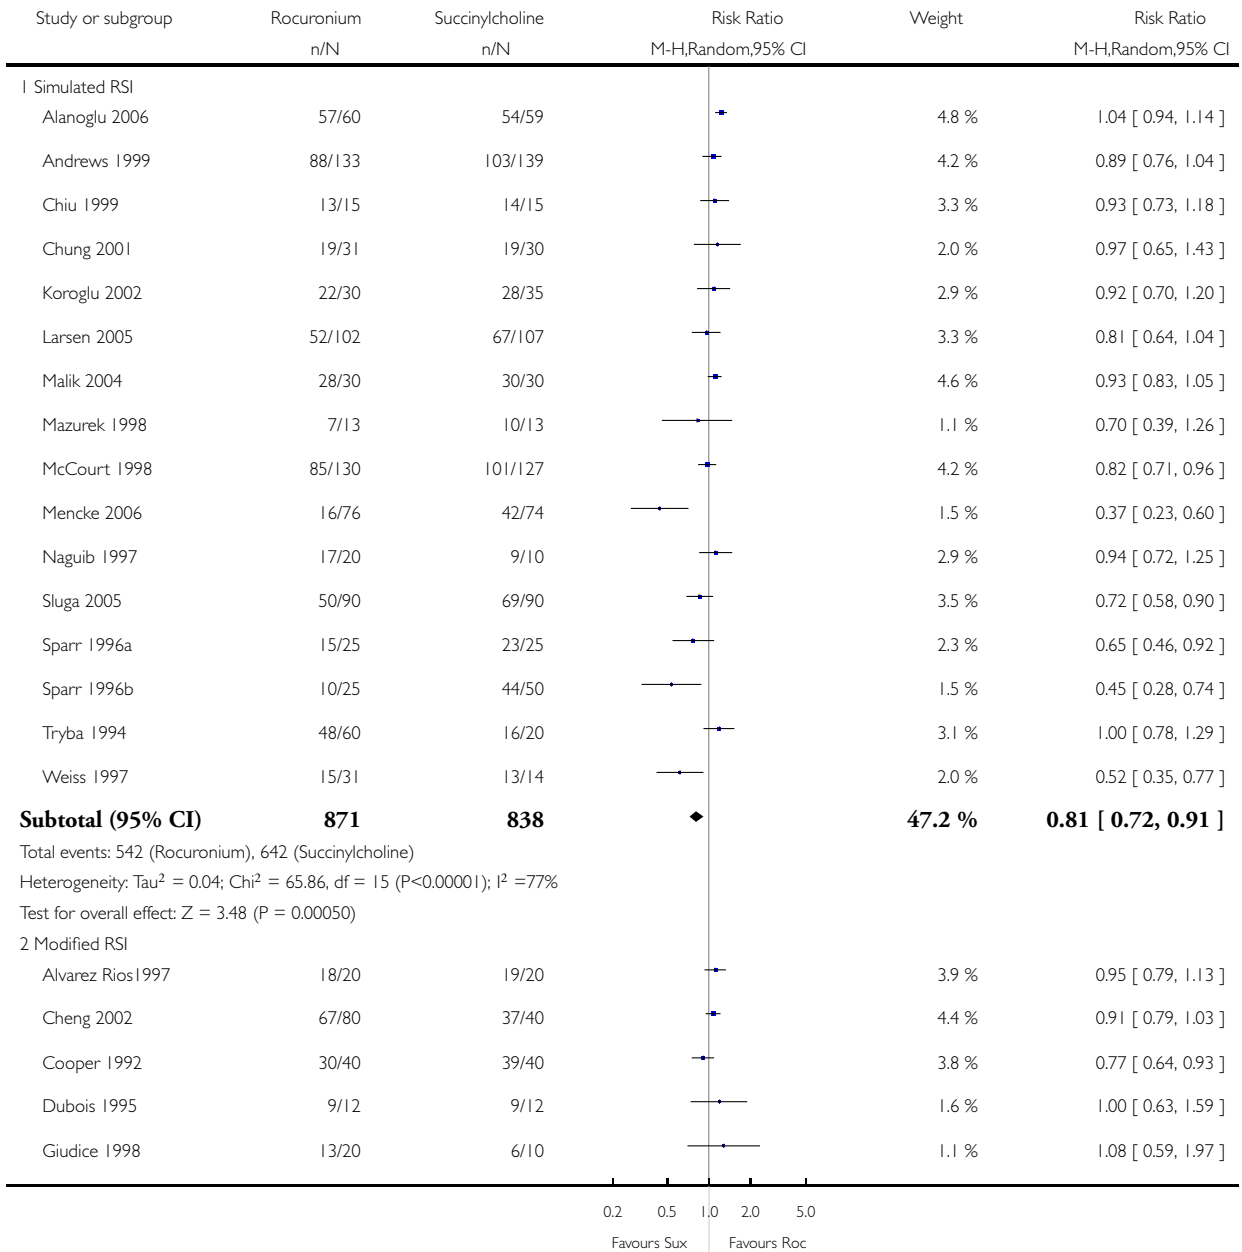 Study or subgroup Rocuronium Succinylcholine Risk Ratio Weight Risk Ratio
n/N n/N M-H,Random,95% CI M-H,Random,95% CI
1 Simulated RSI
Alanoglu 2006 57/60 54/59 4.8 % 1.04 [ 0.94, 1.14 ]
Andrews 1999 88/133 103/139 4.2 % 0.89 [ 0.76, 1.04 ]
Chiu 1999 13/15 14/15 3.3 % 0.93 [ 0.73, 1.18 ]
Chung 2001 19/31 19/30 2.0 % 0.97 [ 0.65, 1.43 ]
Koroglu 2002 22/30 28/35 2.9 % 0.92 [ 0.70, 1.20 ]
Larsen 2005 52/102 67/107 3.3 % 0.81 [ 0.64, 1.04 ]
Malik 2004 28/30 30/30 4.6 % 0.93 [ 0.83, 1.05 ]
Mazurek 1998 7/13 10/13 1.1 % 0.70 [ 0.39, 1.26 ]
McCourt 1998 85/130 101/127 4.2 % 0.82 [ 0.71, 0.96 ]
Mencke 2006 16/76 42/74 1.5 % 0.37 [ 0.23, 0.60 ]
Naguib 1997 17/20 9/10 2.9 % 0.94 [ 0.72, 1.25 ]
Sluga 2005 50/90 69/90 3.5 % 0.72 [ 0.58, 0.90 ]
Sparr 1996a 15/25 23/25 2.3 % 0.65 [ 0.46, 0.92 ]
Sparr 1996b 10/25 44/50 1.5 % 0.45 [ 0.28, 0.74 ]
Tryba 1994 48/60 16/20 3.1 % 1.00 [ 0.78, 1.29 ]
Weiss 1997 15/31 13/14 2.0 % 0.52 [ 0.35, 0.77 ]
Subtotal (95% CI) 871 838 47.2 % 0.81 [ 0.72, 0.91 ]
Total events: 542 (Rocuronium), 642 (Succinylcholine)
Heterogeneity: Tau² = 0.04; Chi² = 65.86, df = 15 (P<0.00001); I² =77%
Test for overall effect: Z = 3.48 (P = 0.00050)
2 Modified RSI
Alvarez Rios1997 18/20 19/20 3.9 % 0.95 [ 0.79, 1.13 ]
Cheng 2002 67/80 37/40 4.4 % 0.91 [ 0.79, 1.03 ]
Cooper 1992 30/40 39/40 3.8 % 0.77 [ 0.64, 0.93 ]
Dubois 1995 9/12 9/12 1.6 % 1.00 [ 0.63, 1.59 ]
Giudice 1998 13/20 6/10 1.1 % 1.08 [ 0.59, 1.97 ]
0.2 0.5 1.0 2.0 5.0
Favours Sux Favours Roc